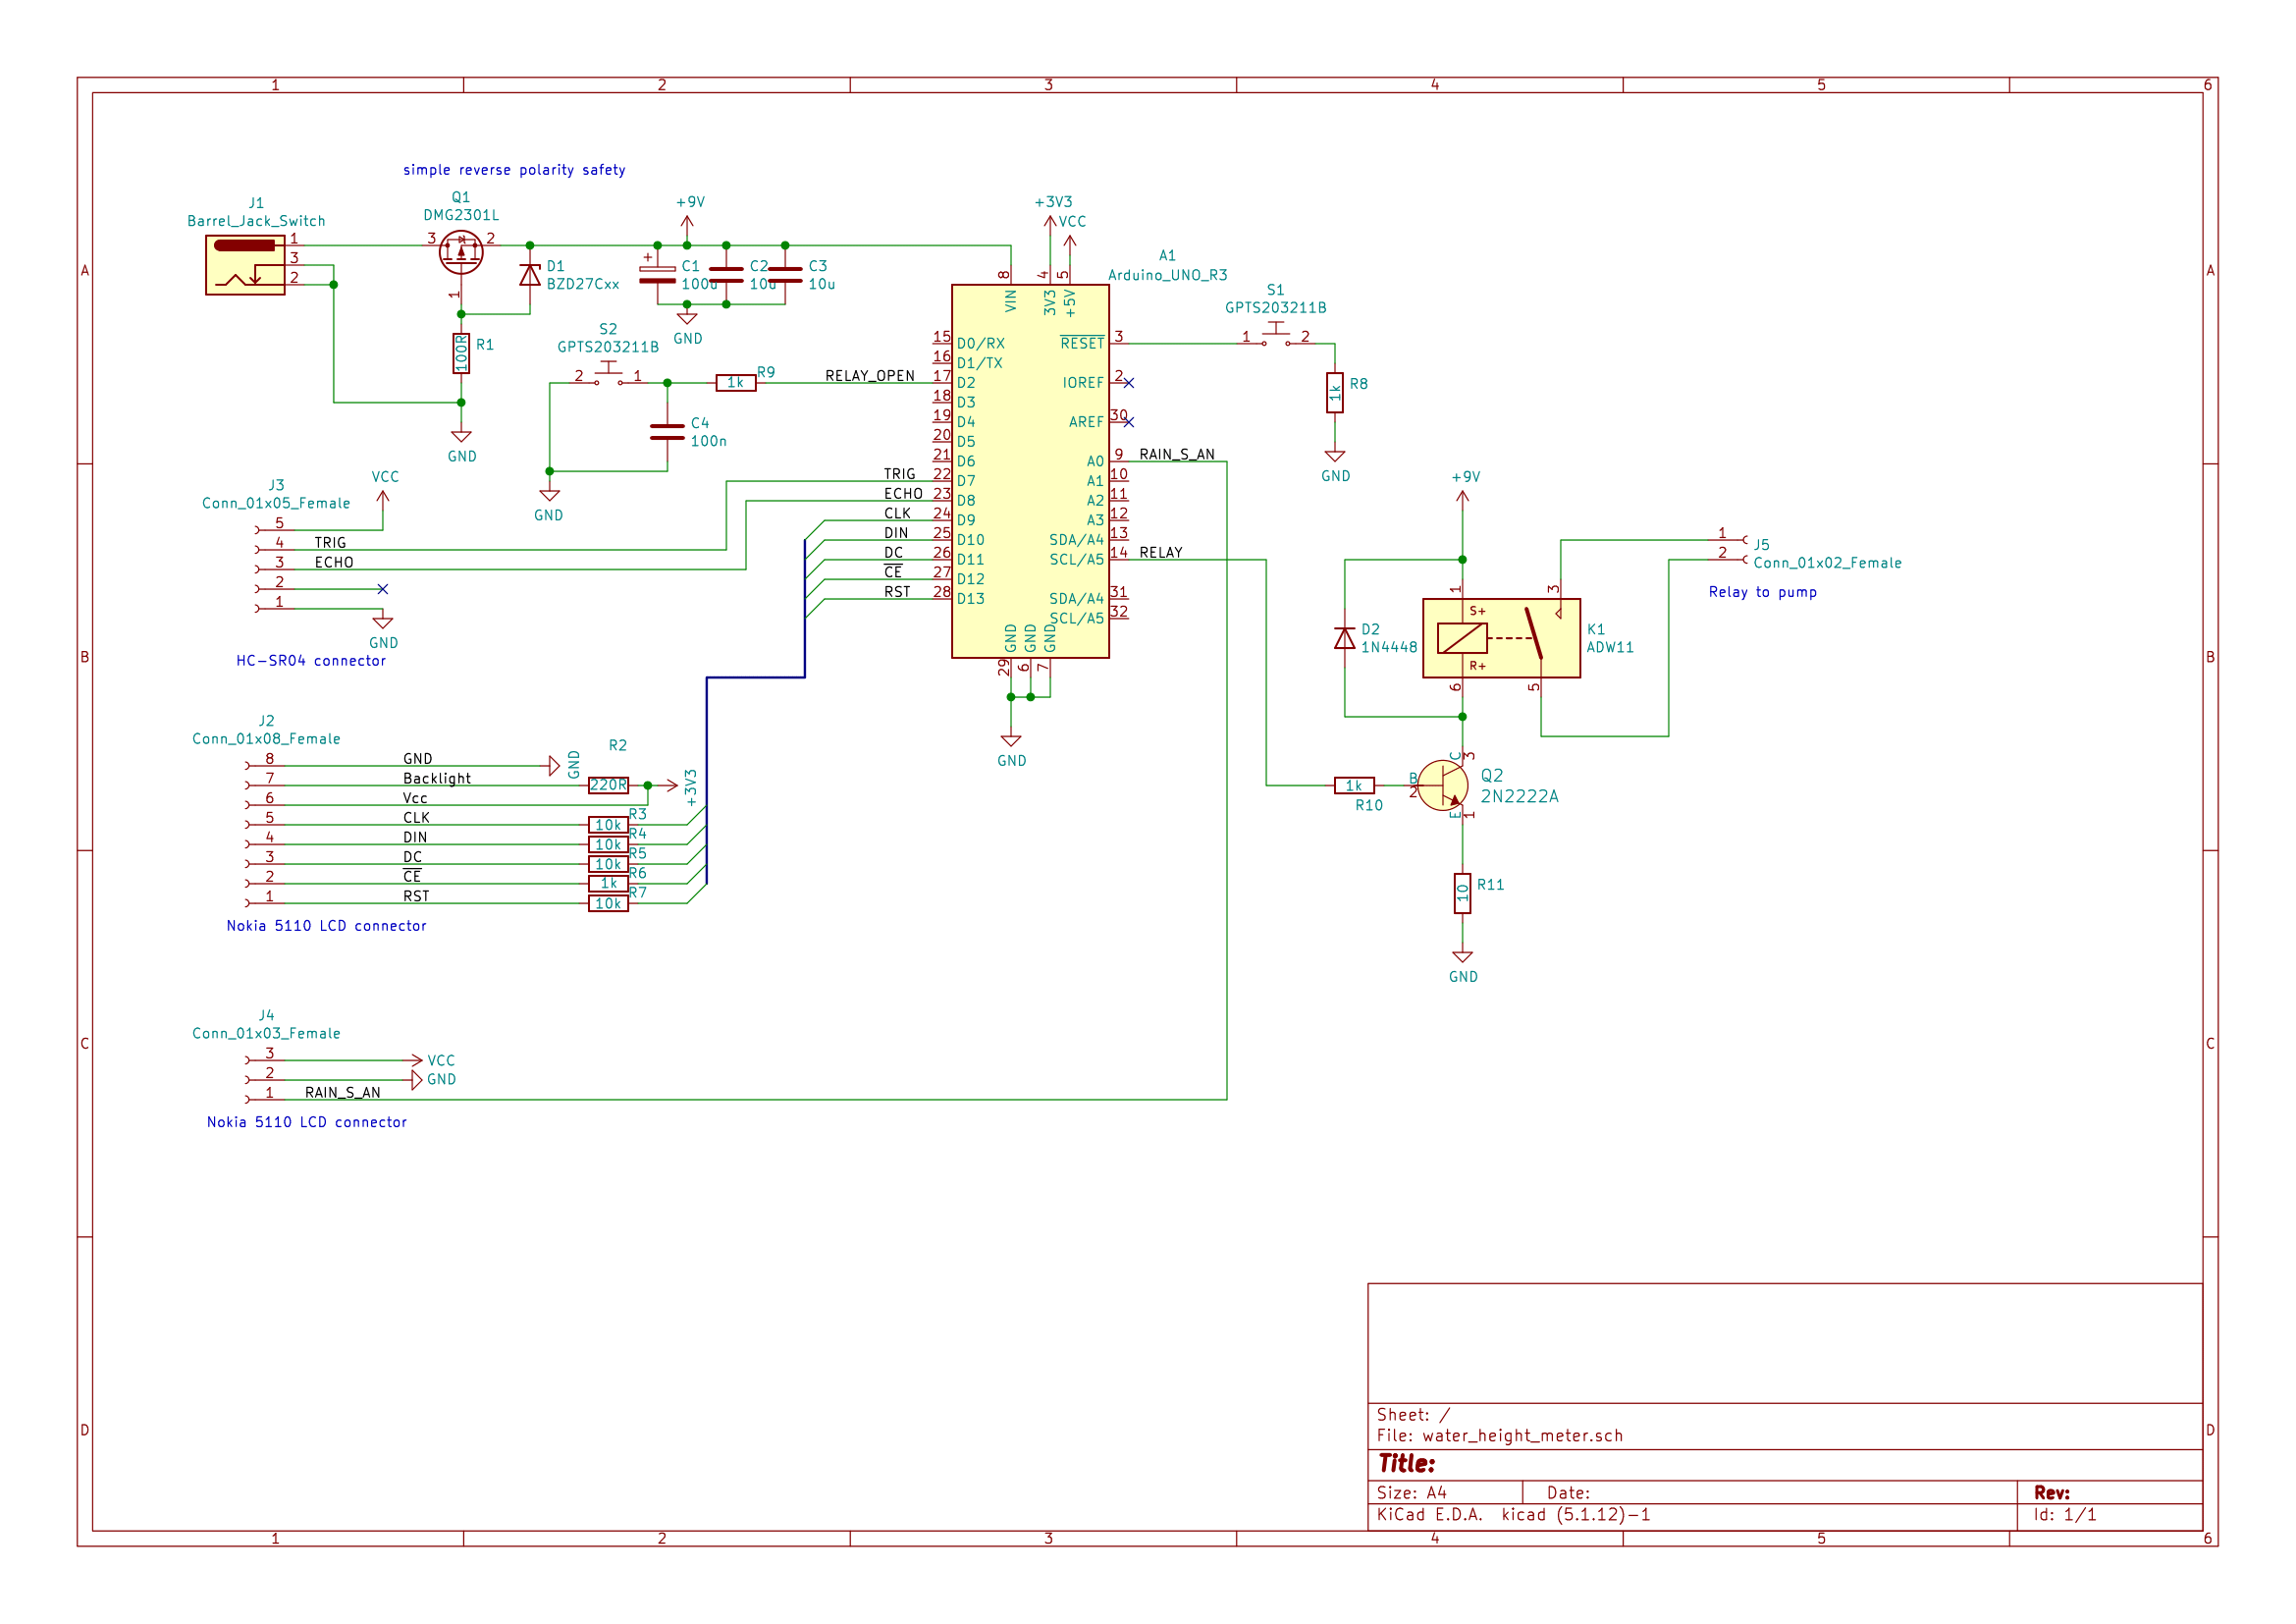 1 2 3 4 5 6
A
B
C
D
A
B
C
D
1 2 3 4 5 6
simple reverse polarity safety
J1
Barrel_Jack_Switch
1
3
2
Q1
DMG2301L
3 2
1
D1
BZD27Cxx
R1
100R
GND
+9V
C1
100u
C2
10u
C3
10u
GND
S2
GPTS203211B
2 1
R9
1k
RELAY_OPEN
C4
100n
GND
+3V3
VCC
A1
Arduino_UNO_R3
8 VIN
4 3V3
5 +5V
15 D0/RX
16 D1/TX
17 D2
18 D3
19 D4
20 D5
21 D6
22 D7
23 D8
24 D9
25 D10
26 D11
27 D12
28 D13
RESET 3
IOREF 2
AREF 30
A0 9
A1 10
A2 11
A3 12
SDA/A4 13
SCL/A5 14
SDA/A4 31
SCL/A5 32
GND 29
GND 6
GND 7
GND
TRIG
ECHO
CLK
DIN
DC
CE
RST
S1
GPTS203211B
1 2
R8
1k
GND
RAIN_S_AN
RELAY
J3
Conn_01x05_Female
VCC
5
4 TRIG
3 ECHO
2
1
GND
HC-SR04 connector
J2
Conn_01x08_Female
8 GND
7 Backlight
6 Vcc
5 CLK
4 DIN
3 DC
2 CE
1 RST
GND
R2
220R
+3V3
R3
10k
R4
10k
R5
10k
R6
1k
R7
10k
Nokia 5110 LCD connector
J4
Conn_01x03_Female
3 VCC
2 GND
1 RAIN_S_AN
Nokia 5110 LCD connector
+9V
D2
1N4448
1 3
S+
R+
6 5
K1
ADW11
1
2
J5
Conn_01x02_Female
Relay to pump
R10
1k
B
2
C
3
E
1
Q2
2N2222A
R11
10
GND
Sheet: /
File: water_height_meter.sch
Title:
Size: A4 Date: Rev:
KiCad E.D.A. kicad (5.1.12)-1 Id: 1/1